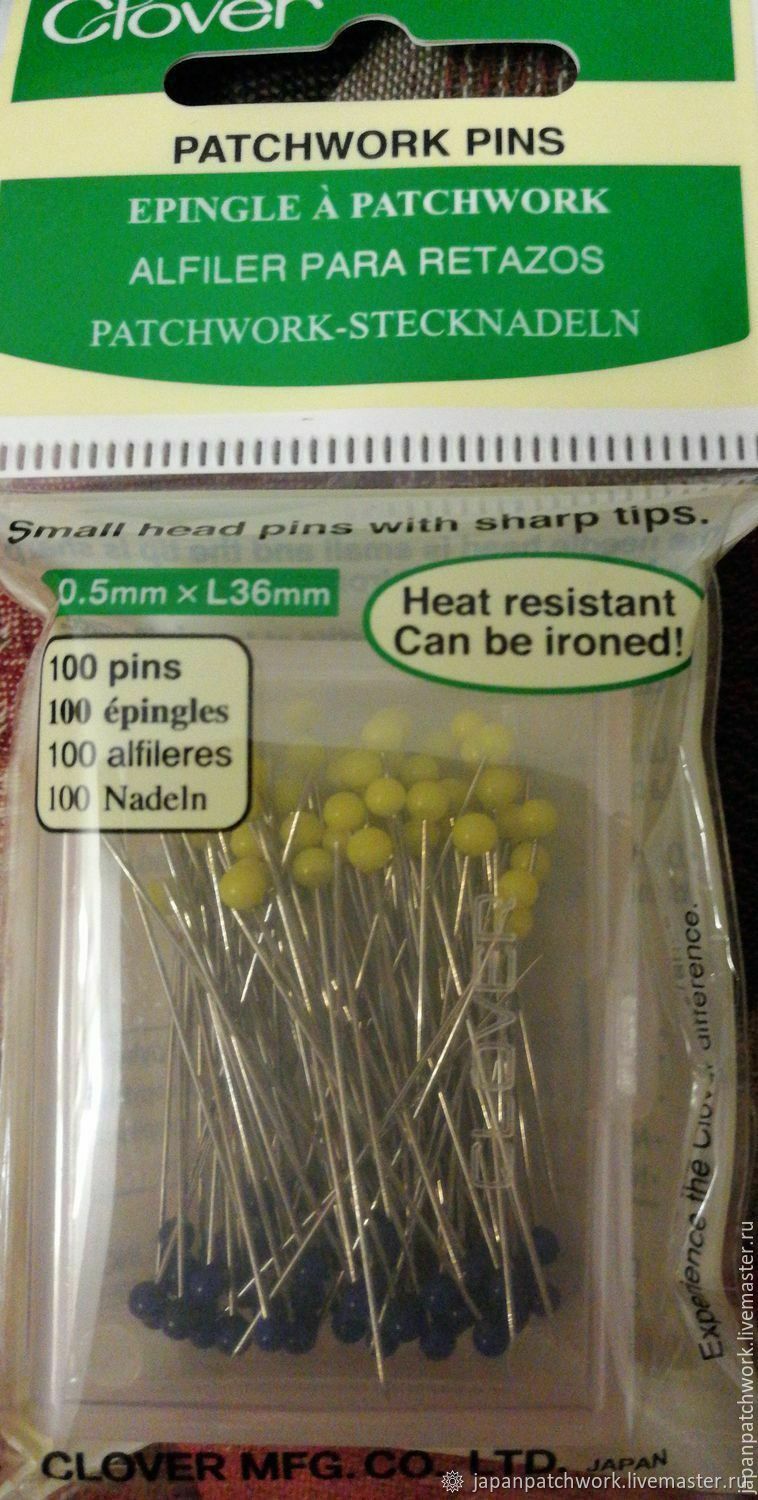 Clover
PATCHWORK PINS
EPINGLE À PATCHWORK
ALFILER PARA RETAZOS
PATCHWORK-STECKNADELN
Small head pins with sharp tips.
0.5mm × L36mm
Heat resistant
Can be ironed!
100 pins
100 épingles
100 alfileres
100 Nadeln
CLOVER
Experience the Clover difference.
CLOVER MFG. CO., LTD. JAPAN
japanpatchwork.livemaster.ru
japanpatchwork.livemaster.ru